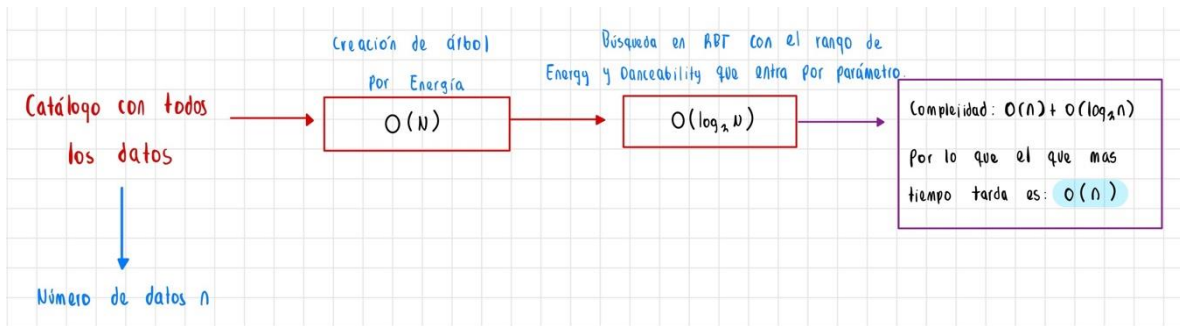 Creación de árbol
Por Energía
Búsqueda en RBT con el rango de
Energy y Danceability que entra por parámetro.
Catálogo con todos
los datos
O(N)
O(log₂ N)
Complejidad: O(n) + O(log₂n)
Por lo que el que mas
tiempo tarda es: O(n)
Número de datos n